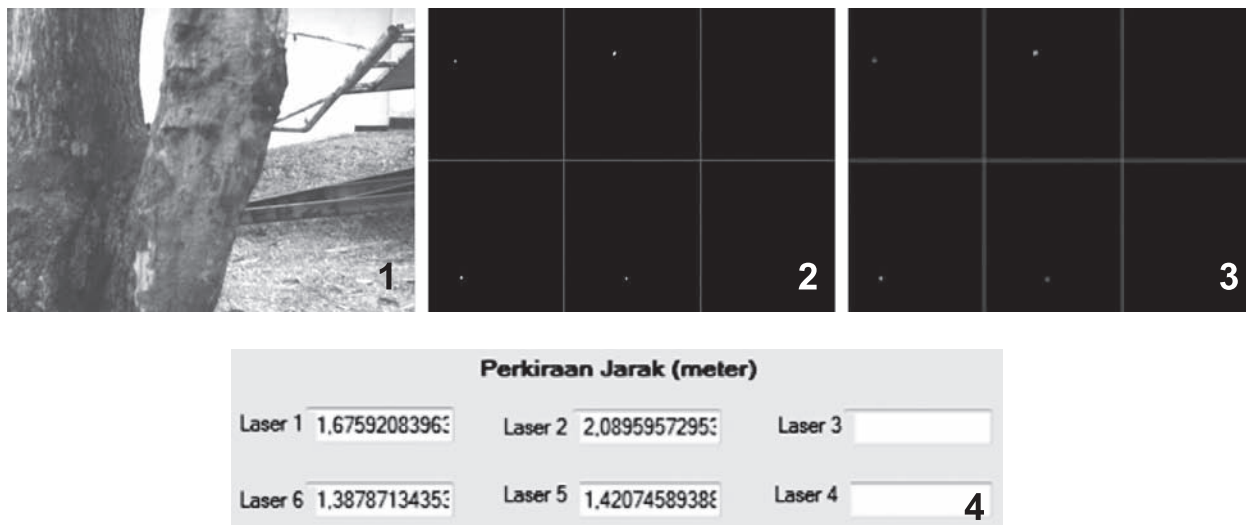 1
2
3
Perkiraan Jarak (meter)
Laser 1 1,67592083963 Laser 2 2,08959572953 Laser 3
Laser 6 1,38787134353 Laser 5 1,42074589388 Laser 4
4